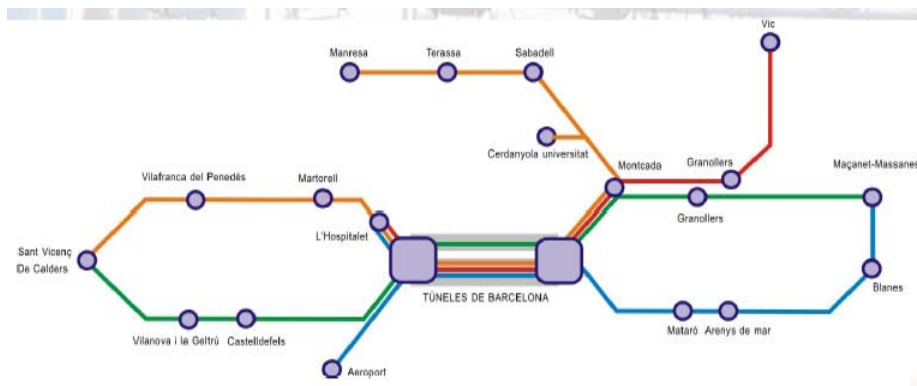 Vic
Manresa
Terassa
Sabadell
Cerdanyola universitat
Montcada
Granollers
Maçanet-Massanes
Vilafranca del Penedès
Martorell
Granollers
L'Hospitalet
Sant Vicenç
De Calders
TÚNELES DE BARCELONA
Blanes
Vilanova i la Geltrú
Castelldefels
Mataró
Arenys de mar
Aeroport